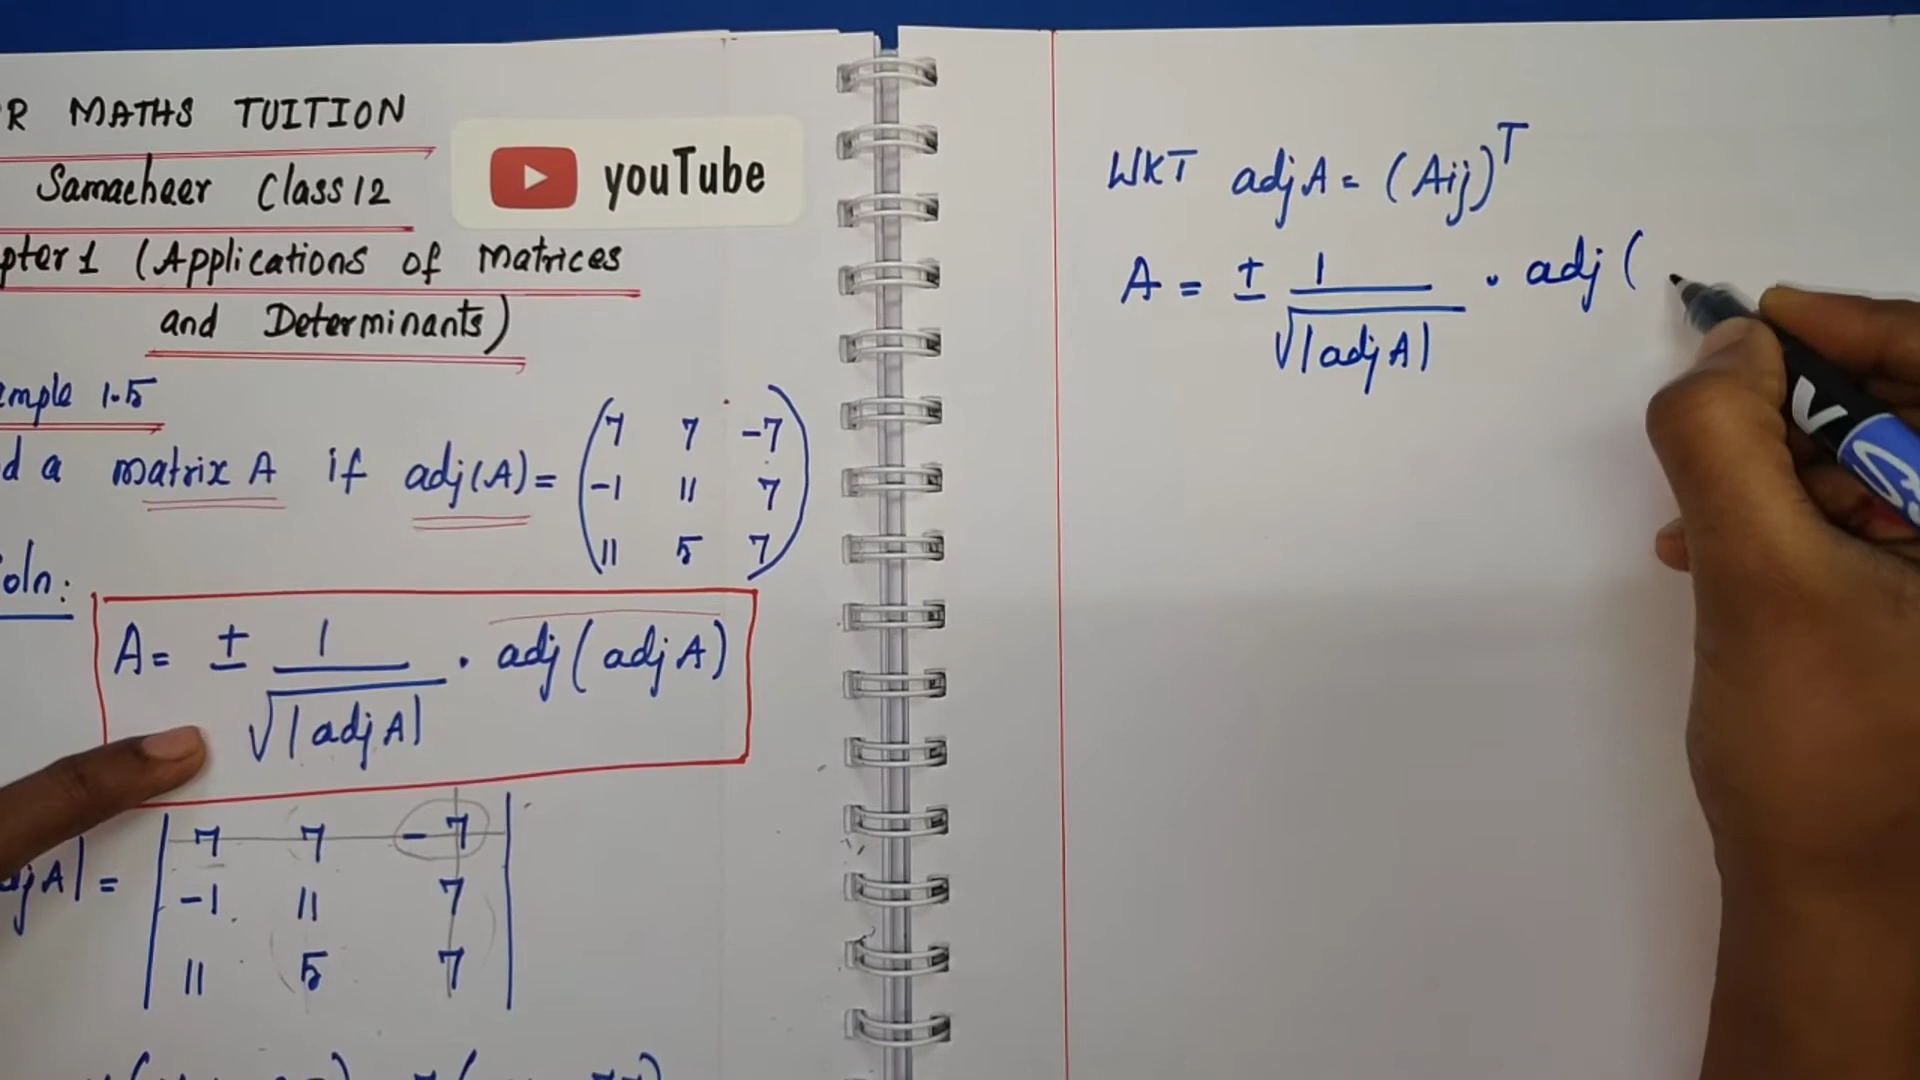 R MATHS TUITION
Samacheer Class 12
youTube
pter 1 (Applications of Matrices
and Determinants)
mple 1.5
d a matrix A if adj(A) =
7 7 -7
-1 11 7
11 5 7
oln:
A = ± 1/√|adj A| . adj(adj A)
dj A| =
7 7 -7
-1 11 7
11 5 7
WKT adj A = (Aij)^T
A = ± 1/√|adj A| . adj(